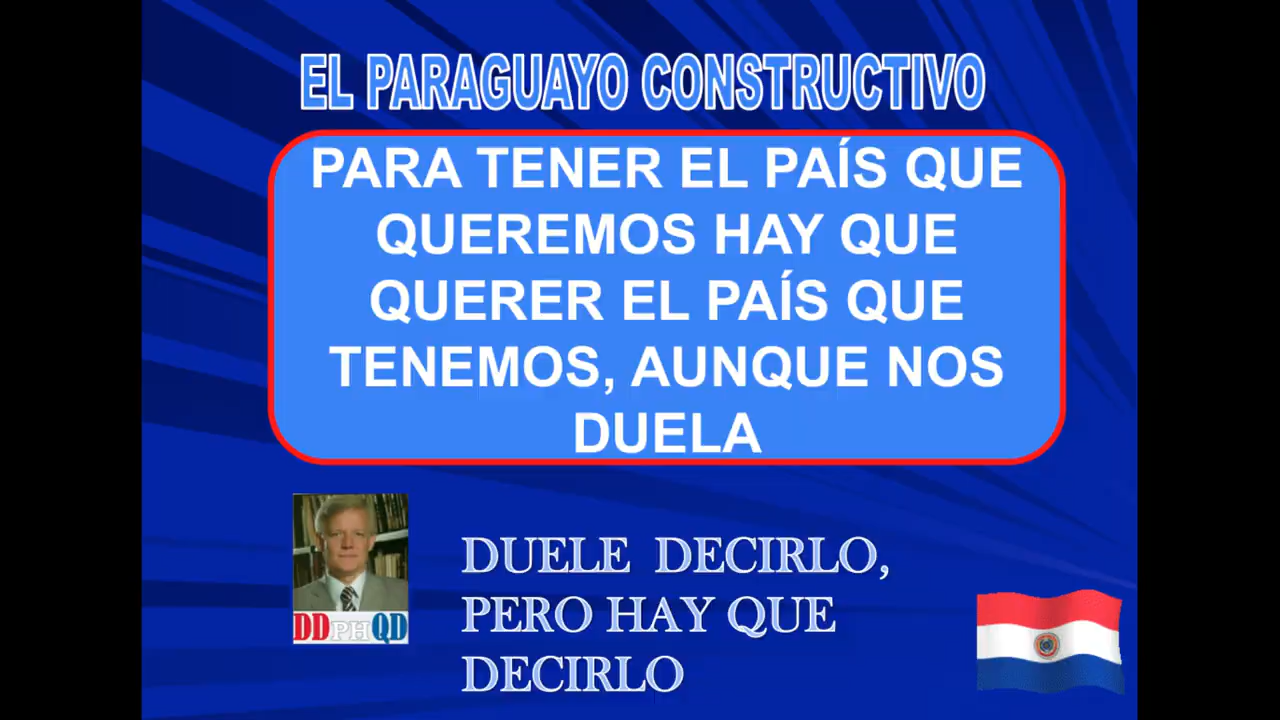 EL PARAGUAYO CONSTRUCTIVO
PARA TENER EL PAÍS QUE
QUEREMOS HAY QUE
QUERER EL PAÍS QUE
TENEMOS, AUNQUE NOS
DUELA
DUELE DECIRLO,
PERO HAY QUE
DECIRLO
DDPHQD